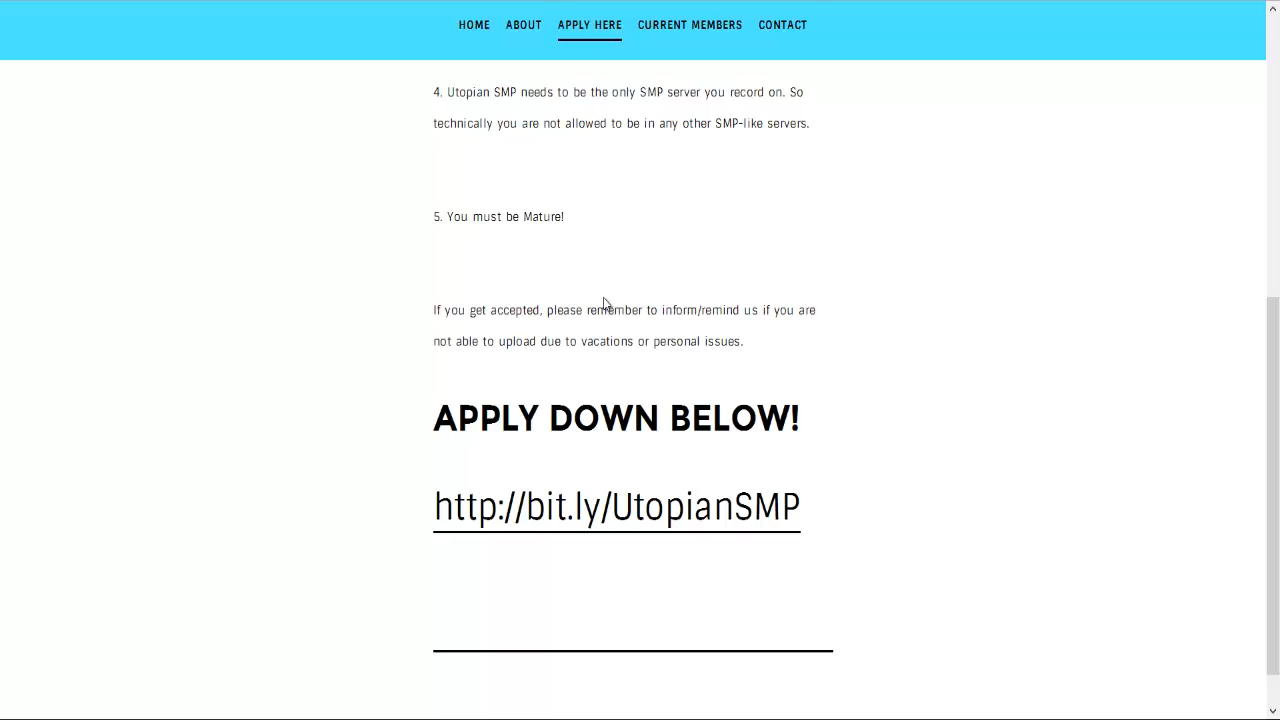 HOME ABOUT APPLY HERE CURRENT MEMBERS CONTACT
4. Utopian SMP needs to be the only SMP server you record on. So
technically you are not allowed to be in any other SMP-like servers.
5. You must be Mature!
If you get accepted, please remember to inform/remind us if you are
not able to upload due to vacations or personal issues.
APPLY DOWN BELOW!
http://bit.ly/UtopianSMP